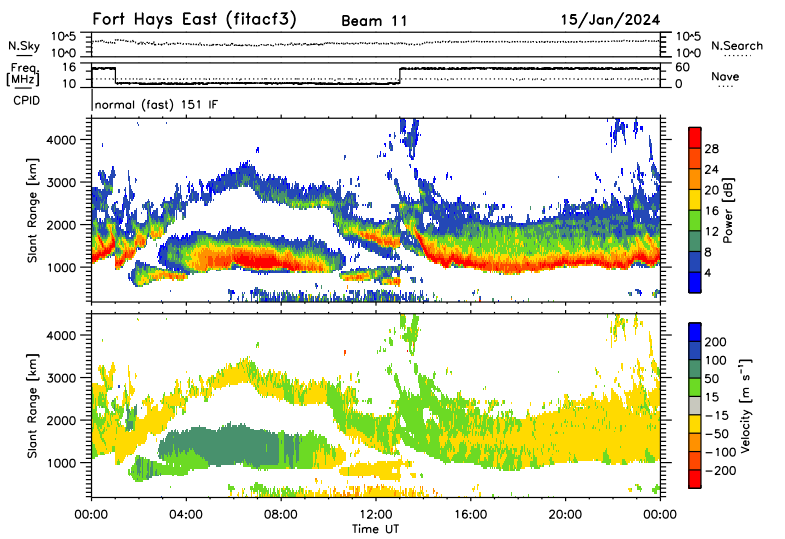 Fort Hays East (fitacf3) Beam 11 15/Jan/2024
N.Sky 10^5 10^5 N.Search
10^0 10^0
Freq. 16 60 Nave
[MHz] 10 0
CPID normal (fast) 151 IF
4000
3000
2000
1000
Slant Range [km]
28
24
20
16
12
8
4
Power [dB]
4000
3000
2000
1000
Slant Range [km]
200
100
50
15
-15
-50
-100
-200
Velocity [m s⁻¹]
00:00 04:00 08:00 12:00 16:00 20:00 00:00
Time UT